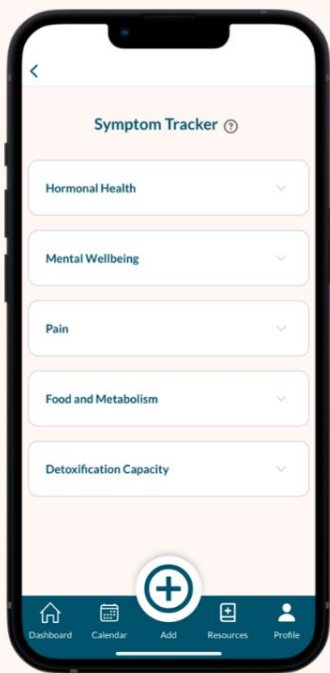 Symptom Tracker ?
Hormonal Health
Mental Wellbeing
Pain
Food and Metabolism
Detoxification Capacity
Dashboard Calendar Add Resources Profile